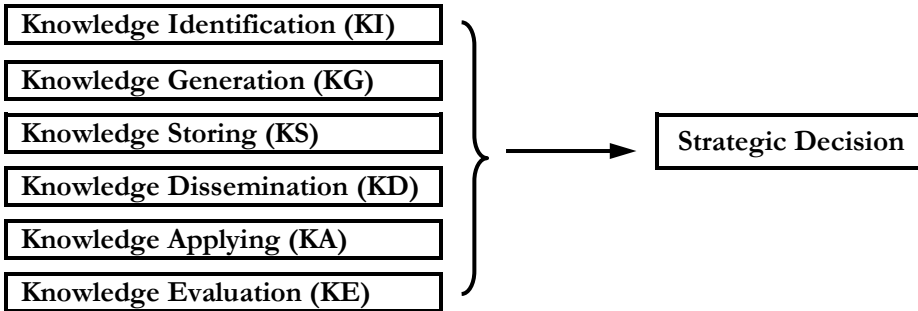 Knowledge Identification (KI)
Knowledge Generation (KG)
Knowledge Storing (KS)
Knowledge Dissemination (KD)
Knowledge Applying (KA)
Knowledge Evaluation (KE)
Strategic Decision